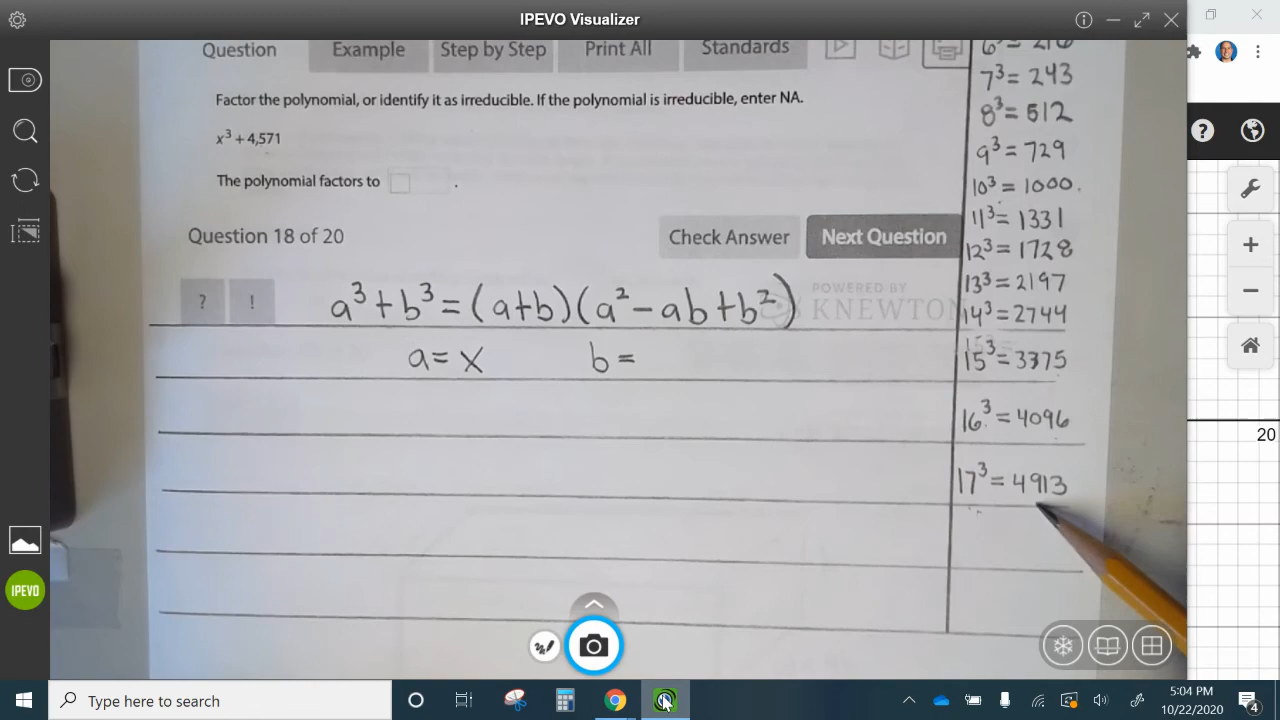 IPEVO Visualizer
Question Example Step by Step Print All Standards
6³ = 216
7³ = 243
Factor the polynomial, or identify it as irreducible. If the polynomial is irreducible, enter NA.
8³ = 512
x³ + 4,571
9³ = 729
The polynomial factors to .
10³ = 1000.
11³ = 1331
Question 18 of 20 Check Answer Next Question
12³ = 1728
13³ = 2197
? !
a³ + b³ = (a+b)(a² − ab + b²)
POWERED BY
KNEWTON
14³ = 2744
a = x b =
15³ = 3375
16³ = 4096
17³ = 4913
20
IPEVO
Type here to search
5:04 PM
10/22/2020
4